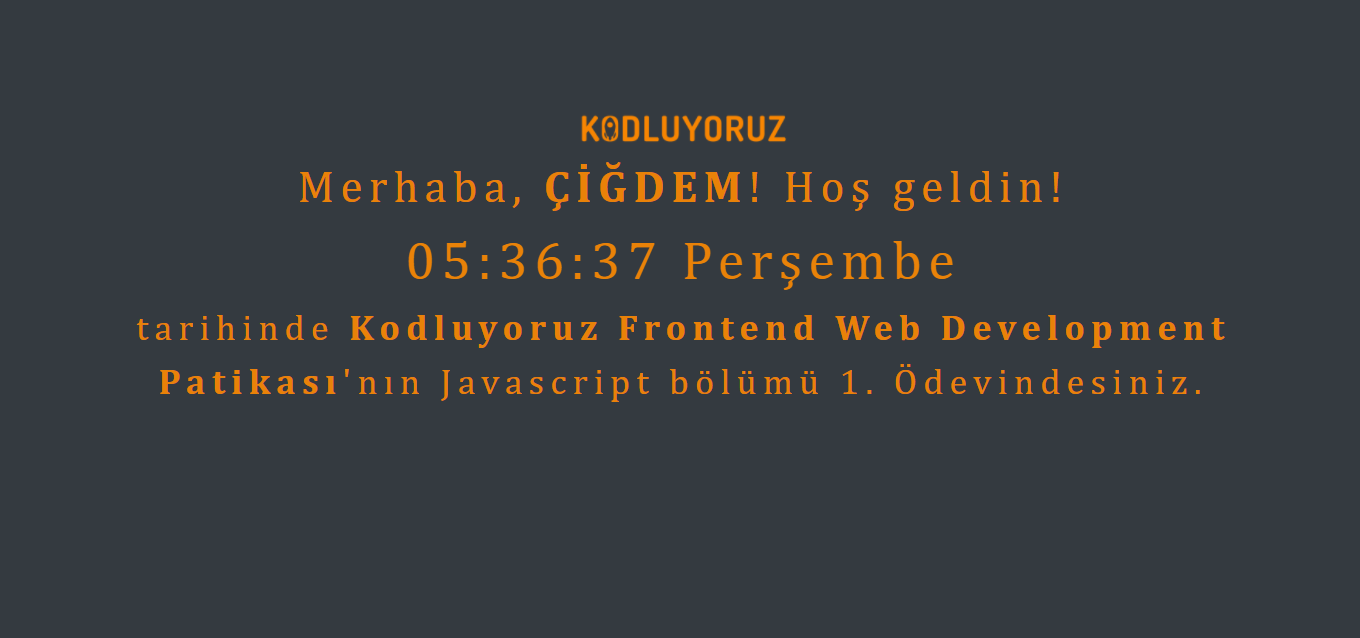 KODLUYORUZ
Merhaba, ÇİĞDEM! Hoş geldin!
05:36:37 Perşembe
tarihinde Kodluyoruz Frontend Web Development
Patikası'nın Javascript bölümü 1. Ödevindesiniz.